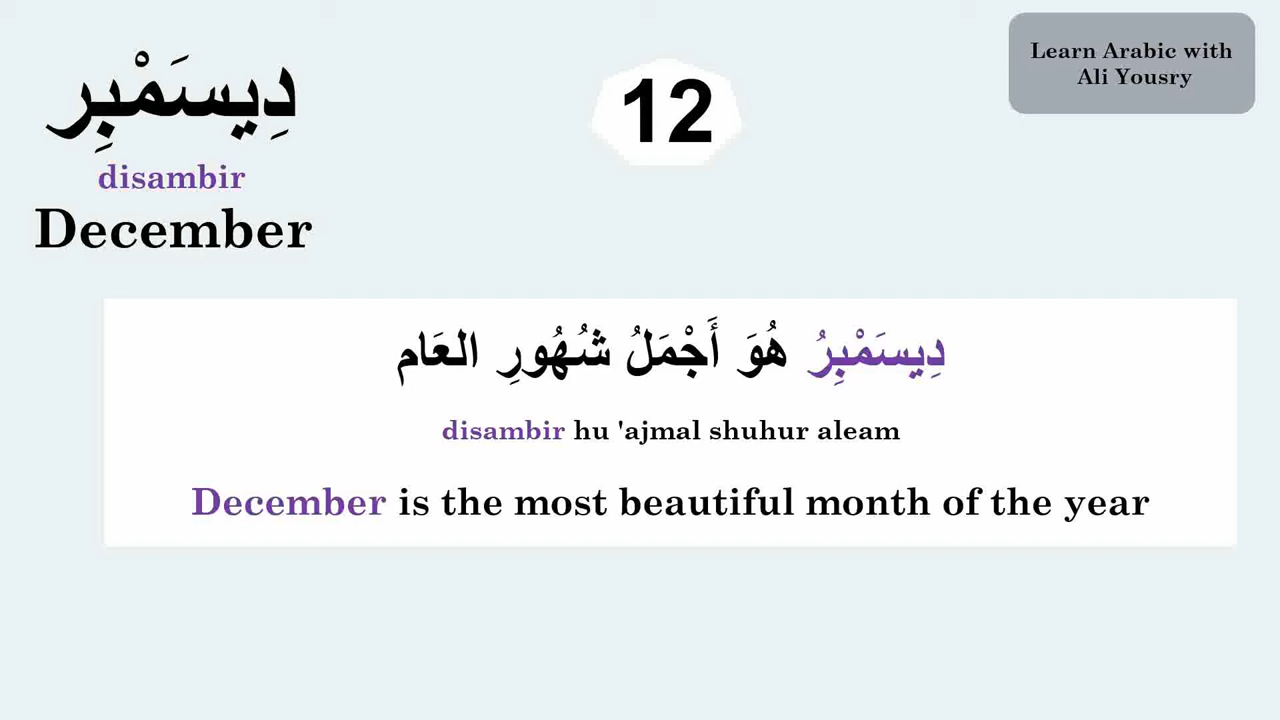 دِيسَمْبِر
disambir
December
12
Learn Arabic with
Ali Yousry
دِيسَمْبِرُ هُوَ أَجْمَلُ شُهُورِ العَام
disambir hu 'ajmal shuhur aleam
December is the most beautiful month of the year